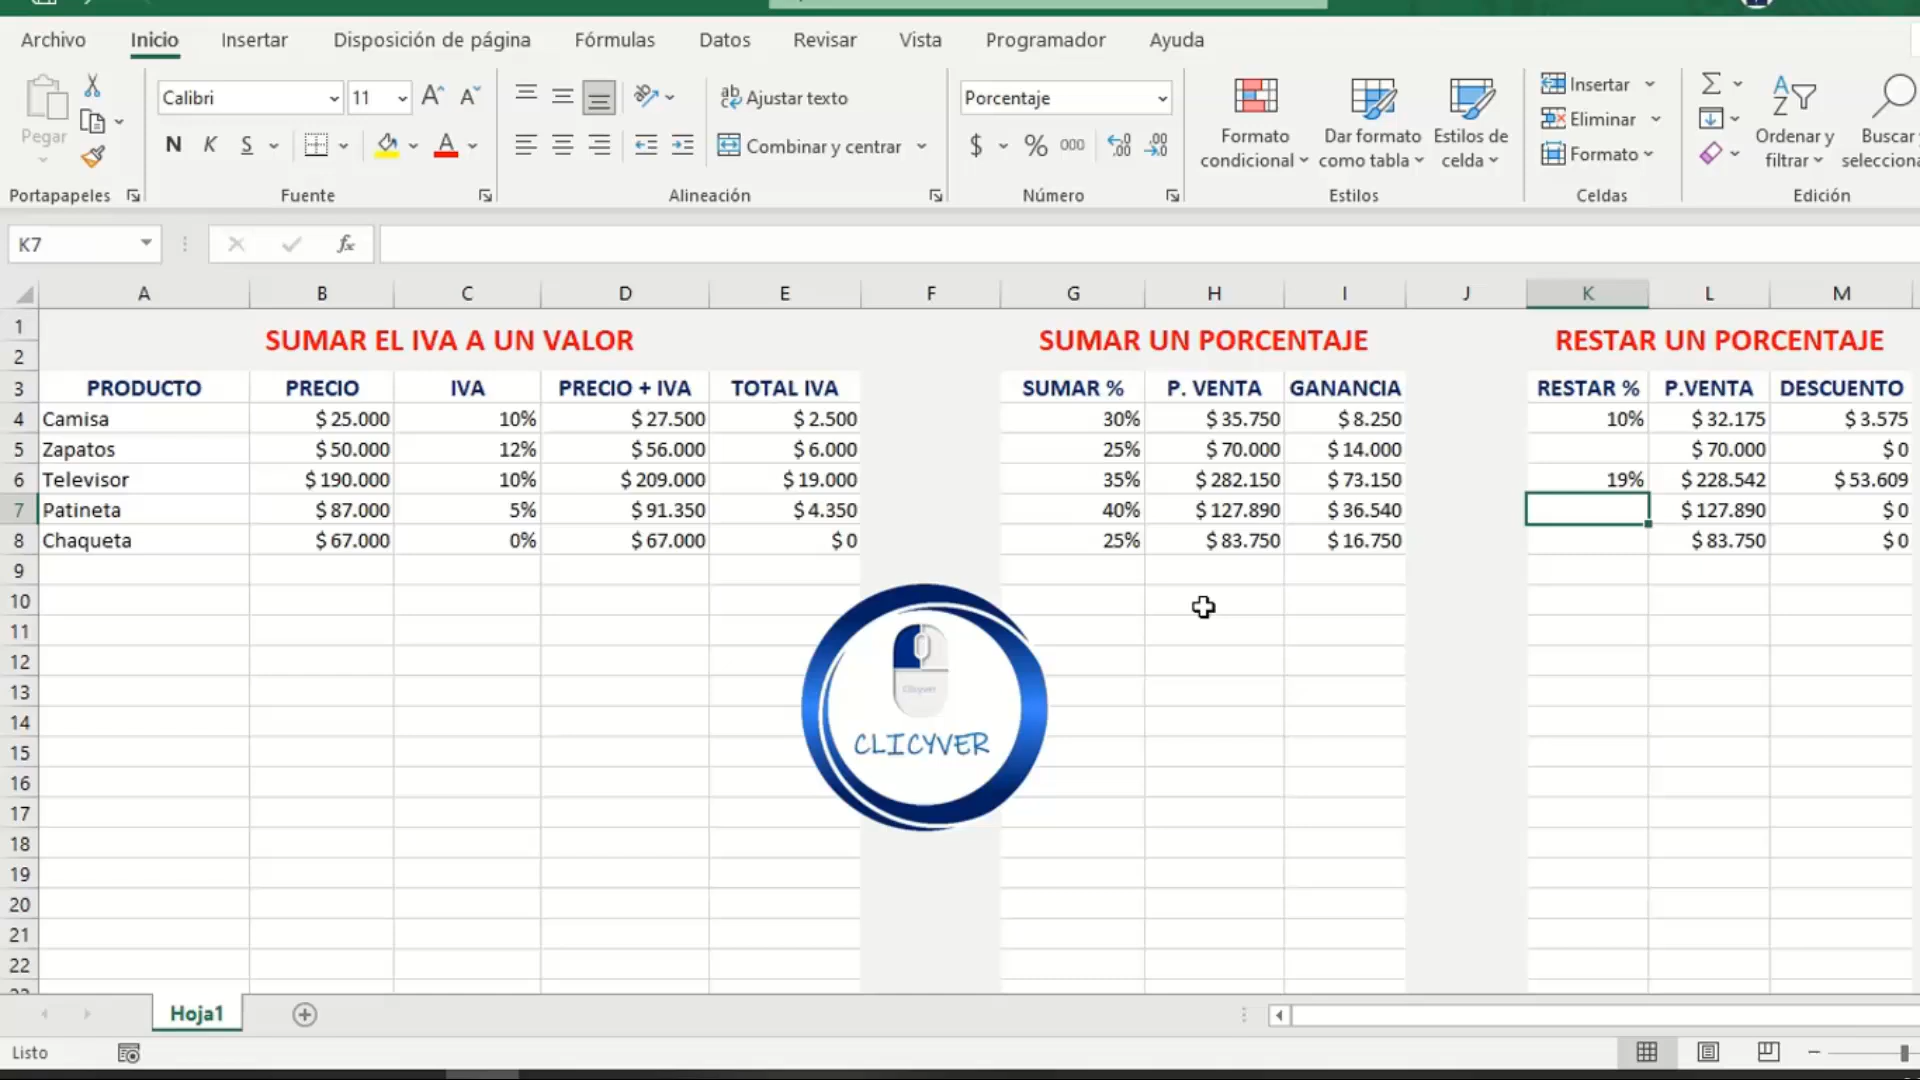 Archivo Inicio Insertar Disposición de página Fórmulas Datos Revisar Vista Programador Ayuda
Pegar
Calibri 11
N K S
Ajustar texto
Combinar y centrar
Porcentaje
$ % 000
Formato condicional
Dar formato como tabla
Estilos de celda
Insertar
Eliminar
Formato
Ordenar y filtrar
Buscar
Portapapeles Fuente Alineación Número Estilos Celdas Edición
K7 fx
A B C D E F G H I J K L M
1 SUMAR EL IVA A UN VALOR SUMAR UN PORCENTAJE RESTAR UN PORCENTAJE
2
3 PRODUCTO PRECIO IVA PRECIO + IVA TOTAL IVA SUMAR % P. VENTA GANANCIA RESTAR % P.VENTA DESCUENTO
4 Camisa $ 25.000 10% $ 27.500 $ 2.500 30% $ 35.750 $ 8.250 10% $ 32.175 $ 3.575
5 Zapatos $ 50.000 12% $ 56.000 $ 6.000 25% $ 70.000 $ 14.000 $ 70.000 $ 0
6 Televisor $ 190.000 10% $ 209.000 $ 19.000 35% $ 282.150 $ 73.150 19% $ 228.542 $ 53.609
7 Patineta $ 87.000 5% $ 91.350 $ 4.350 40% $ 127.890 $ 36.540 $ 127.890 $ 0
8 Chaqueta $ 67.000 0% $ 67.000 $ 0 25% $ 83.750 $ 16.750 $ 83.750 $ 0
9
10
11
12
13
14
15
16
17
18
19
20
21
22
Clicyver
CLICYVER
Hoja1
Listo